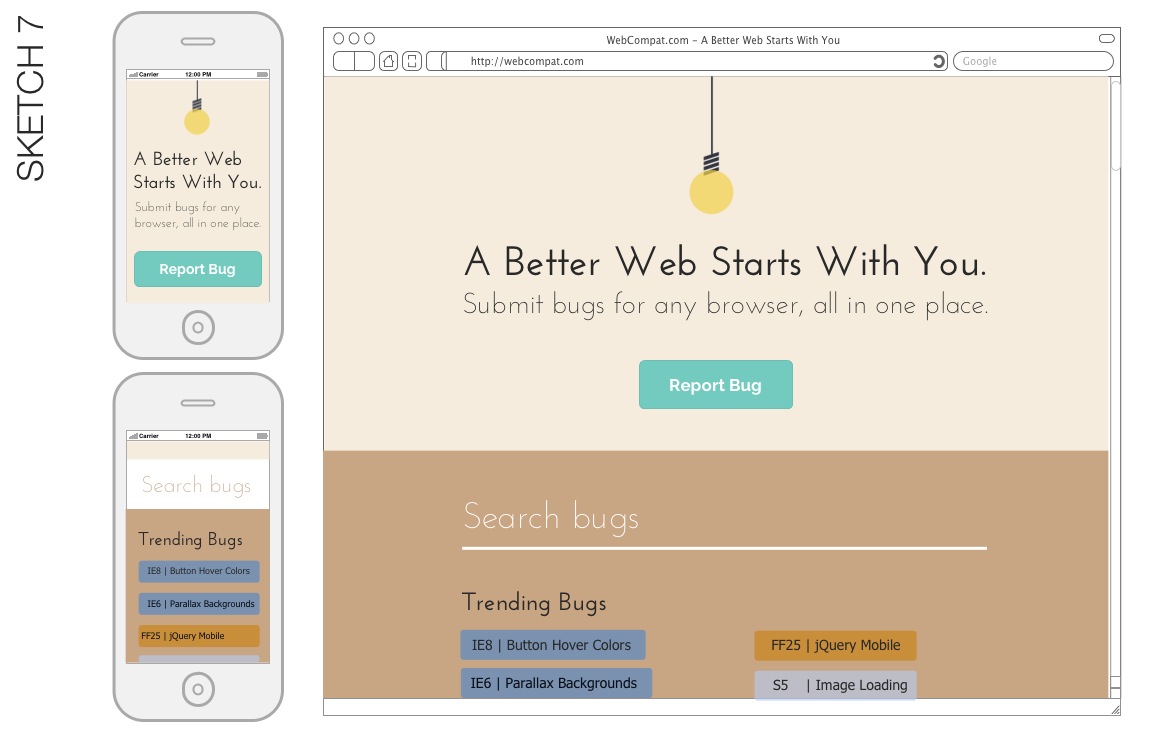 SKETCH 7
Carrier 12:00 PM
A Better Web
Starts With You.
Submit bugs for any
browser, all in one place.
Report Bug
Carrier 12:00 PM
Search bugs
Trending Bugs
IE8 | Button Hover Colors
IE6 | Parallax Backgrounds
FF25 | jQuery Mobile
WebCompat.com – A Better Web Starts With You
http://webcompat.com
Google
A Better Web Starts With You.
Submit bugs for any browser, all in one place.
Report Bug
Search bugs
Trending Bugs
IE8 | Button Hover Colors
FF25 | jQuery Mobile
IE6 | Parallax Backgrounds
S5 | Image Loading